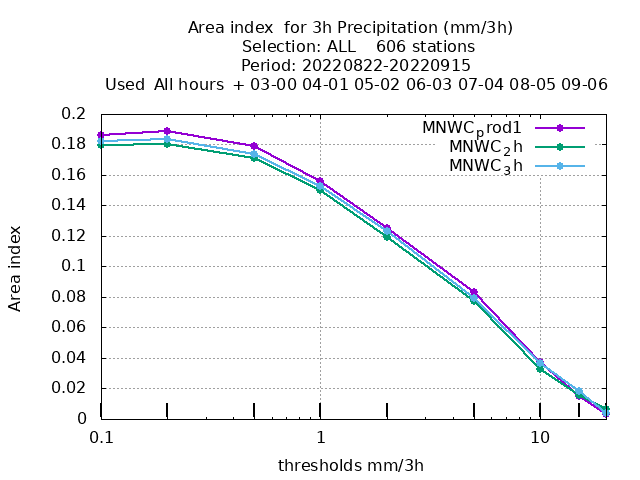 Area index  for 3h Precipitation (mm/3h)
Selection: ALL    606 stations
Period: 20220822-20220915
Used  All hours  + 03-00 04-01 05-02 06-03 07-04 08-05 09-06
MNWCprod1
MNWC2h
MNWC3h
0.2
0.18
0.16
0.14
0.12
0.1
0.08
0.06
0.04
0.02
0
Area index
0.1
1
10
thresholds mm/3h